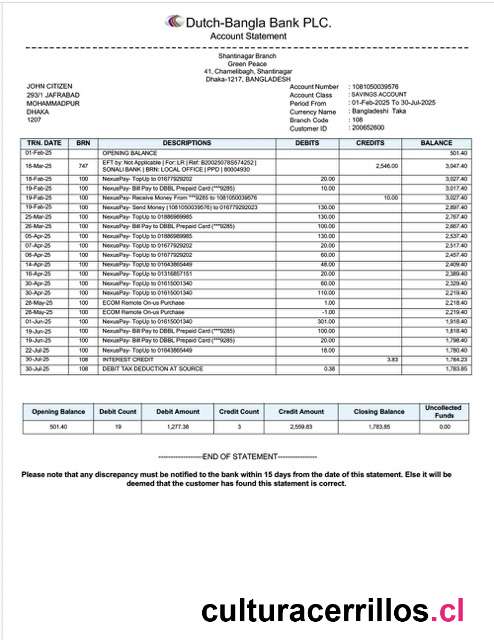 Dutch-Bangla Bank PLC.
Account Statement
Shantinagar Branch
Green Peace
41, Chamelibagh, Shantinagar
Dhaka-1217, BANGLADESH
JOHN CITIZEN
293/1 JAFRABAD
MOHAMMADPUR
DHAKA
1207
Account Number : 1081050039576
Account Class : SAVINGS ACCOUNT
Period From : 01-Feb-2025 To 30-Jul-2025
Currency Name : Bangladeshi Taka
Branch Code : 108
Customer ID : 200652600
TRN. DATE BRN DESCRIPTIONS DEBITS CREDITS BALANCE
01-Feb-25 OPENING BALANCE 501.40
16-Mar-25 747 EFT by: Not Applicable | For: LR | Ref: B20025078S574252 | SONALI BANK | BRN: LOCAL OFFICE | PPD | 80004930 2,546.00 3,047.40
18-Feb-25 100 NexusPay- TopUp to 01677929202 20.00 3,027.40
19-Feb-25 100 NexusPay- Bill Pay to DBBL Prepaid Card (***9285) 10.00 3,017.40
19-Feb-25 100 NexusPay- Receive Money From ***9285 to 1081050039576 10.00 3,027.40
19-Feb-25 100 NexusPay- Send Money (1081050039576) to 016779292023 130.00 2,897.40
25-Mar-25 100 NexusPay- TopUp to 01886989985 130.00 2,767.40
26-Mar-25 100 NexusPay- Bill Pay to DBBL Prepaid Card (***9285) 100.00 2,667.40
05-Apr-25 100 NexusPay- TopUp to 01886989985 130.00 2,537.40
07-Apr-25 100 NexusPay- TopUp to 01677929202 20.00 2,517.40
08-Apr-25 100 NexusPay- TopUp to 01677929202 60.00 2,457.40
14-Apr-25 100 NexusPay- TopUp to 01643865449 48.00 2,409.40
16-Apr-25 100 NexusPay- TopUp to 01316857151 20.00 2,389.40
30-Apr-25 100 NexusPay- TopUp to 01615001340 60.00 2,329.40
30-Apr-25 100 NexusPay- TopUp to 01615001340 110.00 2,219.40
28-May-25 100 ECOM Remote On-us Purchase 1.00 2,218.40
28-May-25 100 ECOM Remote On-us Purchase -1.00 2,219.40
01-Jun-25 100 NexusPay- TopUp to 01615001340 301.00 1,918.40
19-Jun-25 100 NexusPay- Bill Pay to DBBL Prepaid Card (***9285) 100.00 1,818.40
19-Jun-25 100 NexusPay- Bill Pay to DBBL Prepaid Card (***9285) 20.00 1,798.40
22-Jul-25 100 NexusPay- TopUp to 01643865449 18.00 1,780.40
30-Jul-25 108 INTEREST CREDIT 3.83 1,784.23
30-Jul-25 108 DEBIT TAX DEDUCTION AT SOURCE 0.38 1,783.85
Opening Balance Debit Count Debit Amount Credit Count Credit Amount Closing Balance Uncollected Funds
501.40 19 1,277.38 3 2,559.83 1,783.85 0.00
-----------------END OF STATEMENT---------------
Please note that any discrepancy must be notified to the bank within 15 days from the date of this statement. Else it will be
deemed that the customer has found this statement is correct.
culturacerrillos.cl